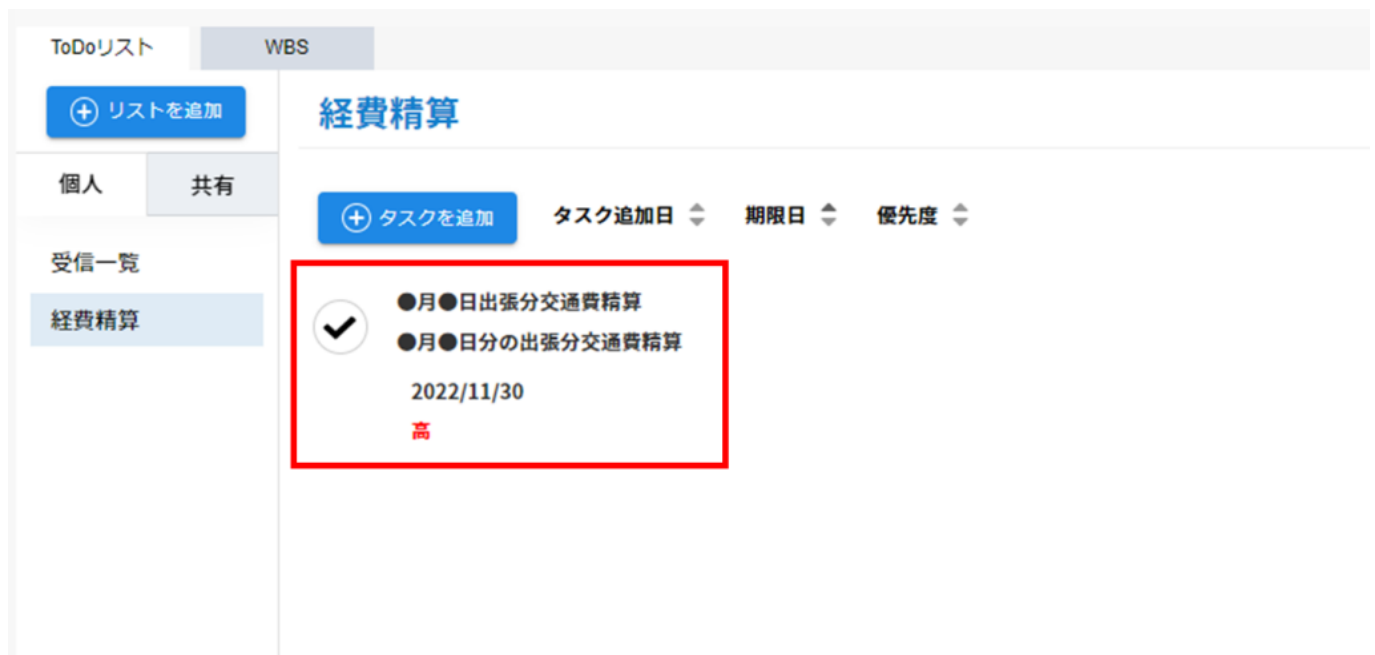 ToDoリスト
WBS
リストを追加
経費精算
個人
共有
タスクを追加
タスク追加日
期限日
優先度
受信一覧
経費精算
●月●日出張分交通費精算
●月●日分の出張分交通費精算
2022/11/30
高